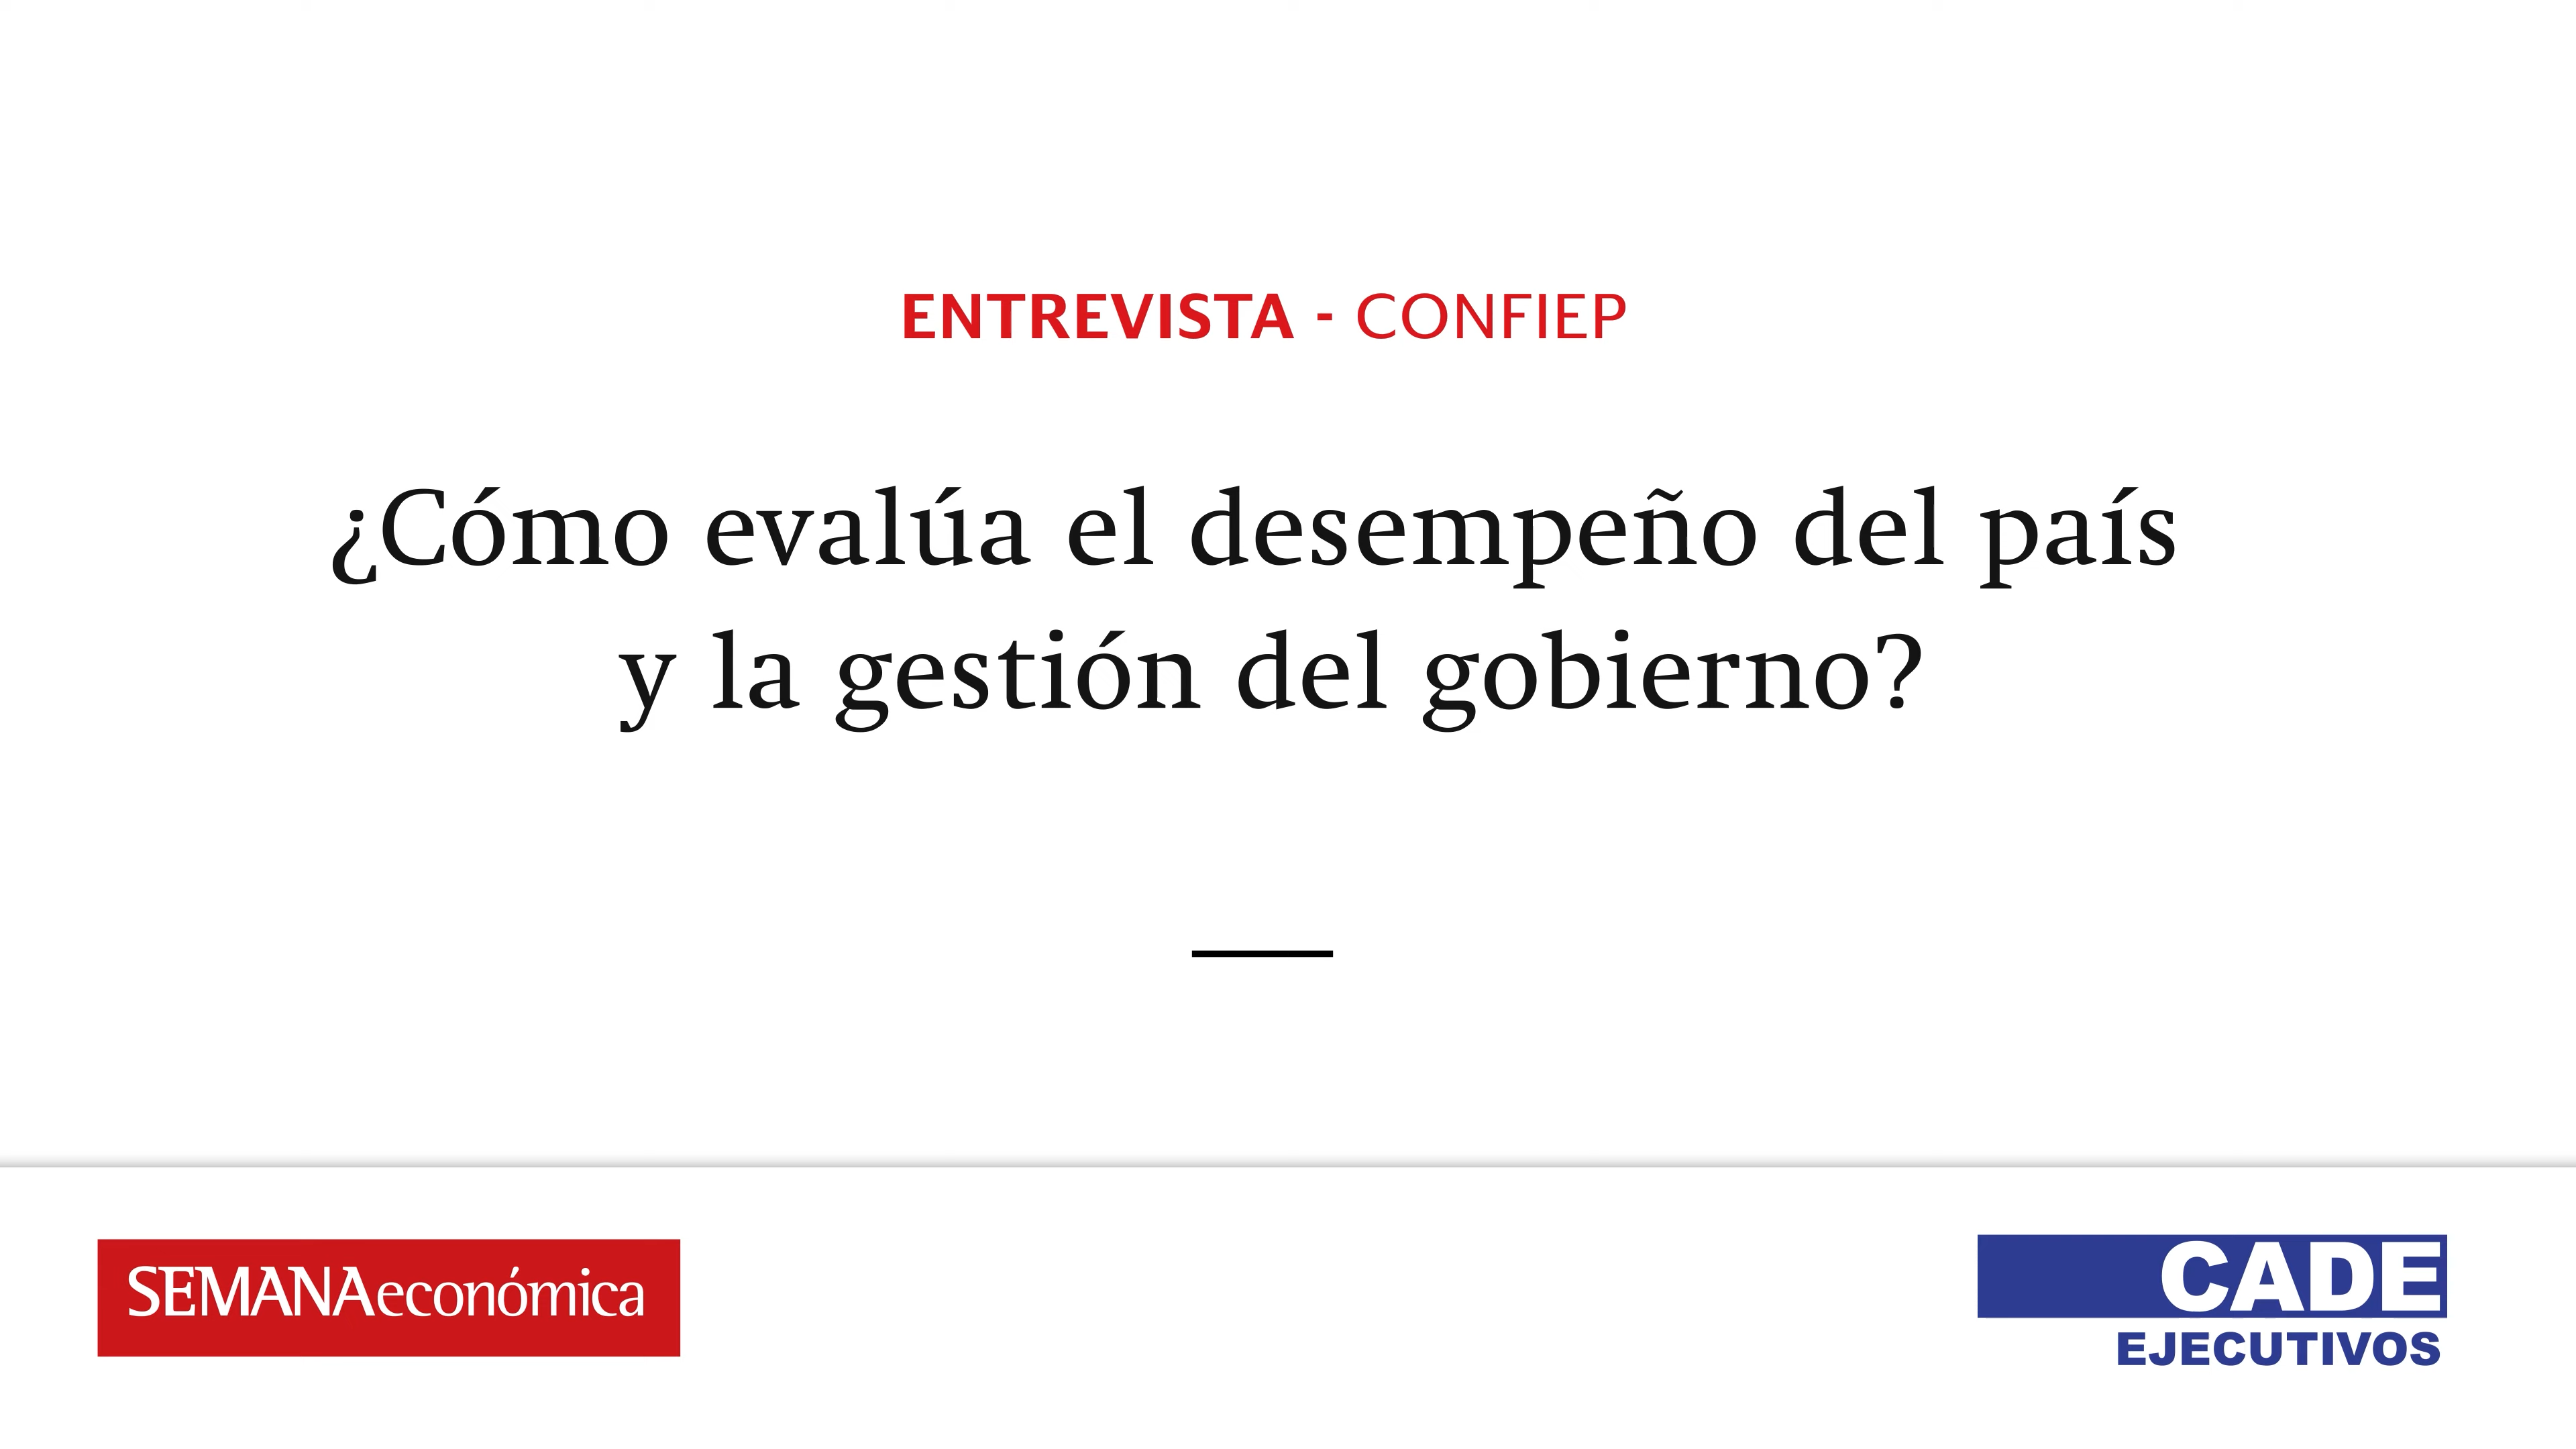 ENTREVISTA - CONFIEP
¿Cómo evalúa el desempeño del país
y la gestión del gobierno?
SEMANAeconómica
CADE
EJECUTIVOS